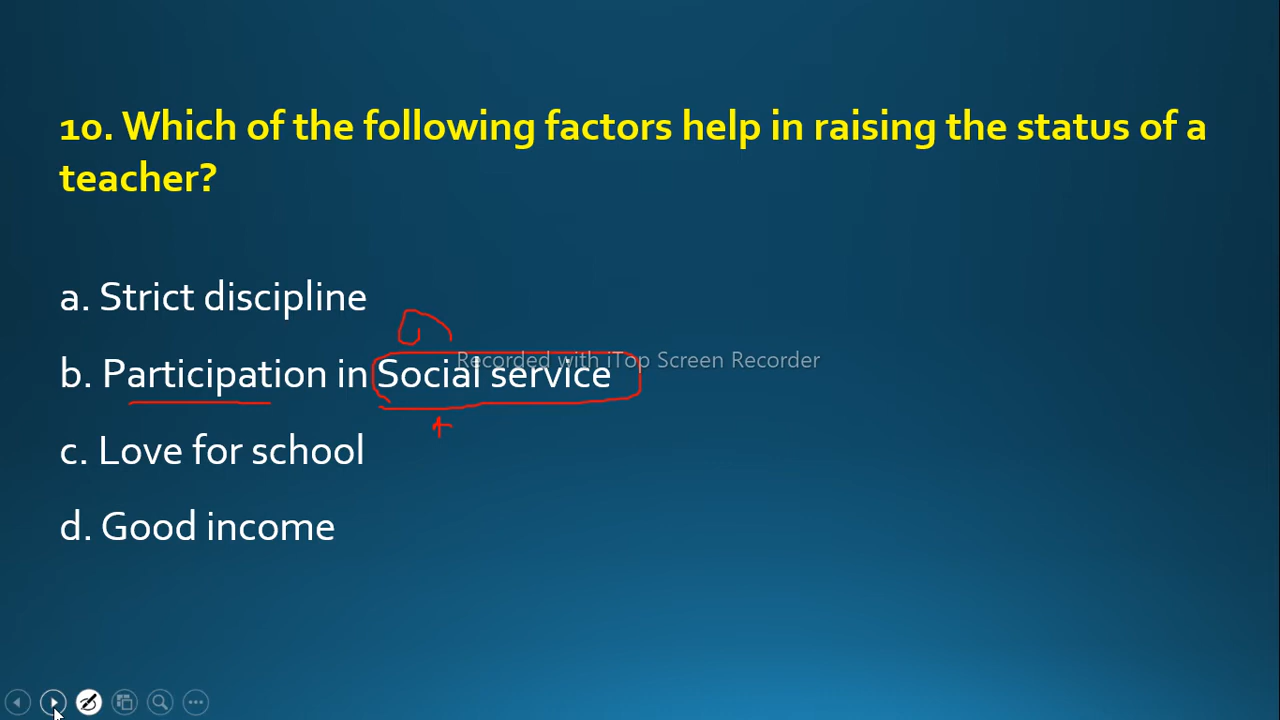 10. Which of the following factors help in raising the status of a
teacher?
a. Strict discipline
Recorded with iTop Screen Recorder
b. Participation in Social service
c. Love for school
d. Good income